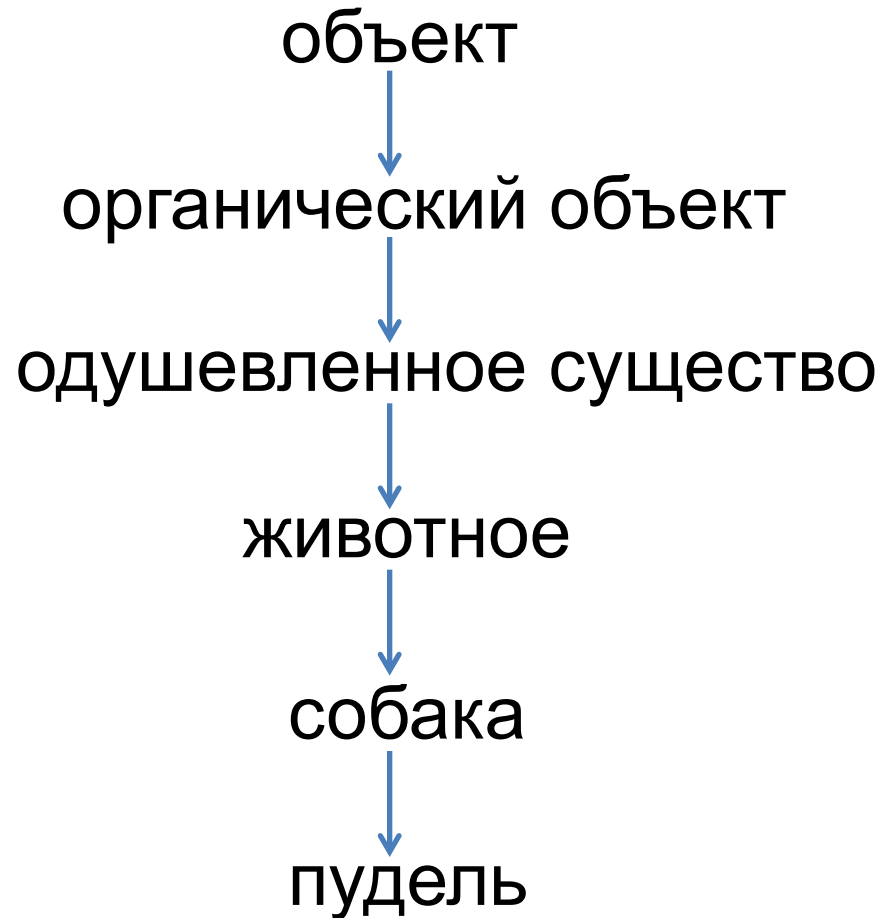 объект
органический объект
одушевленное существо
животное
собака
пудель